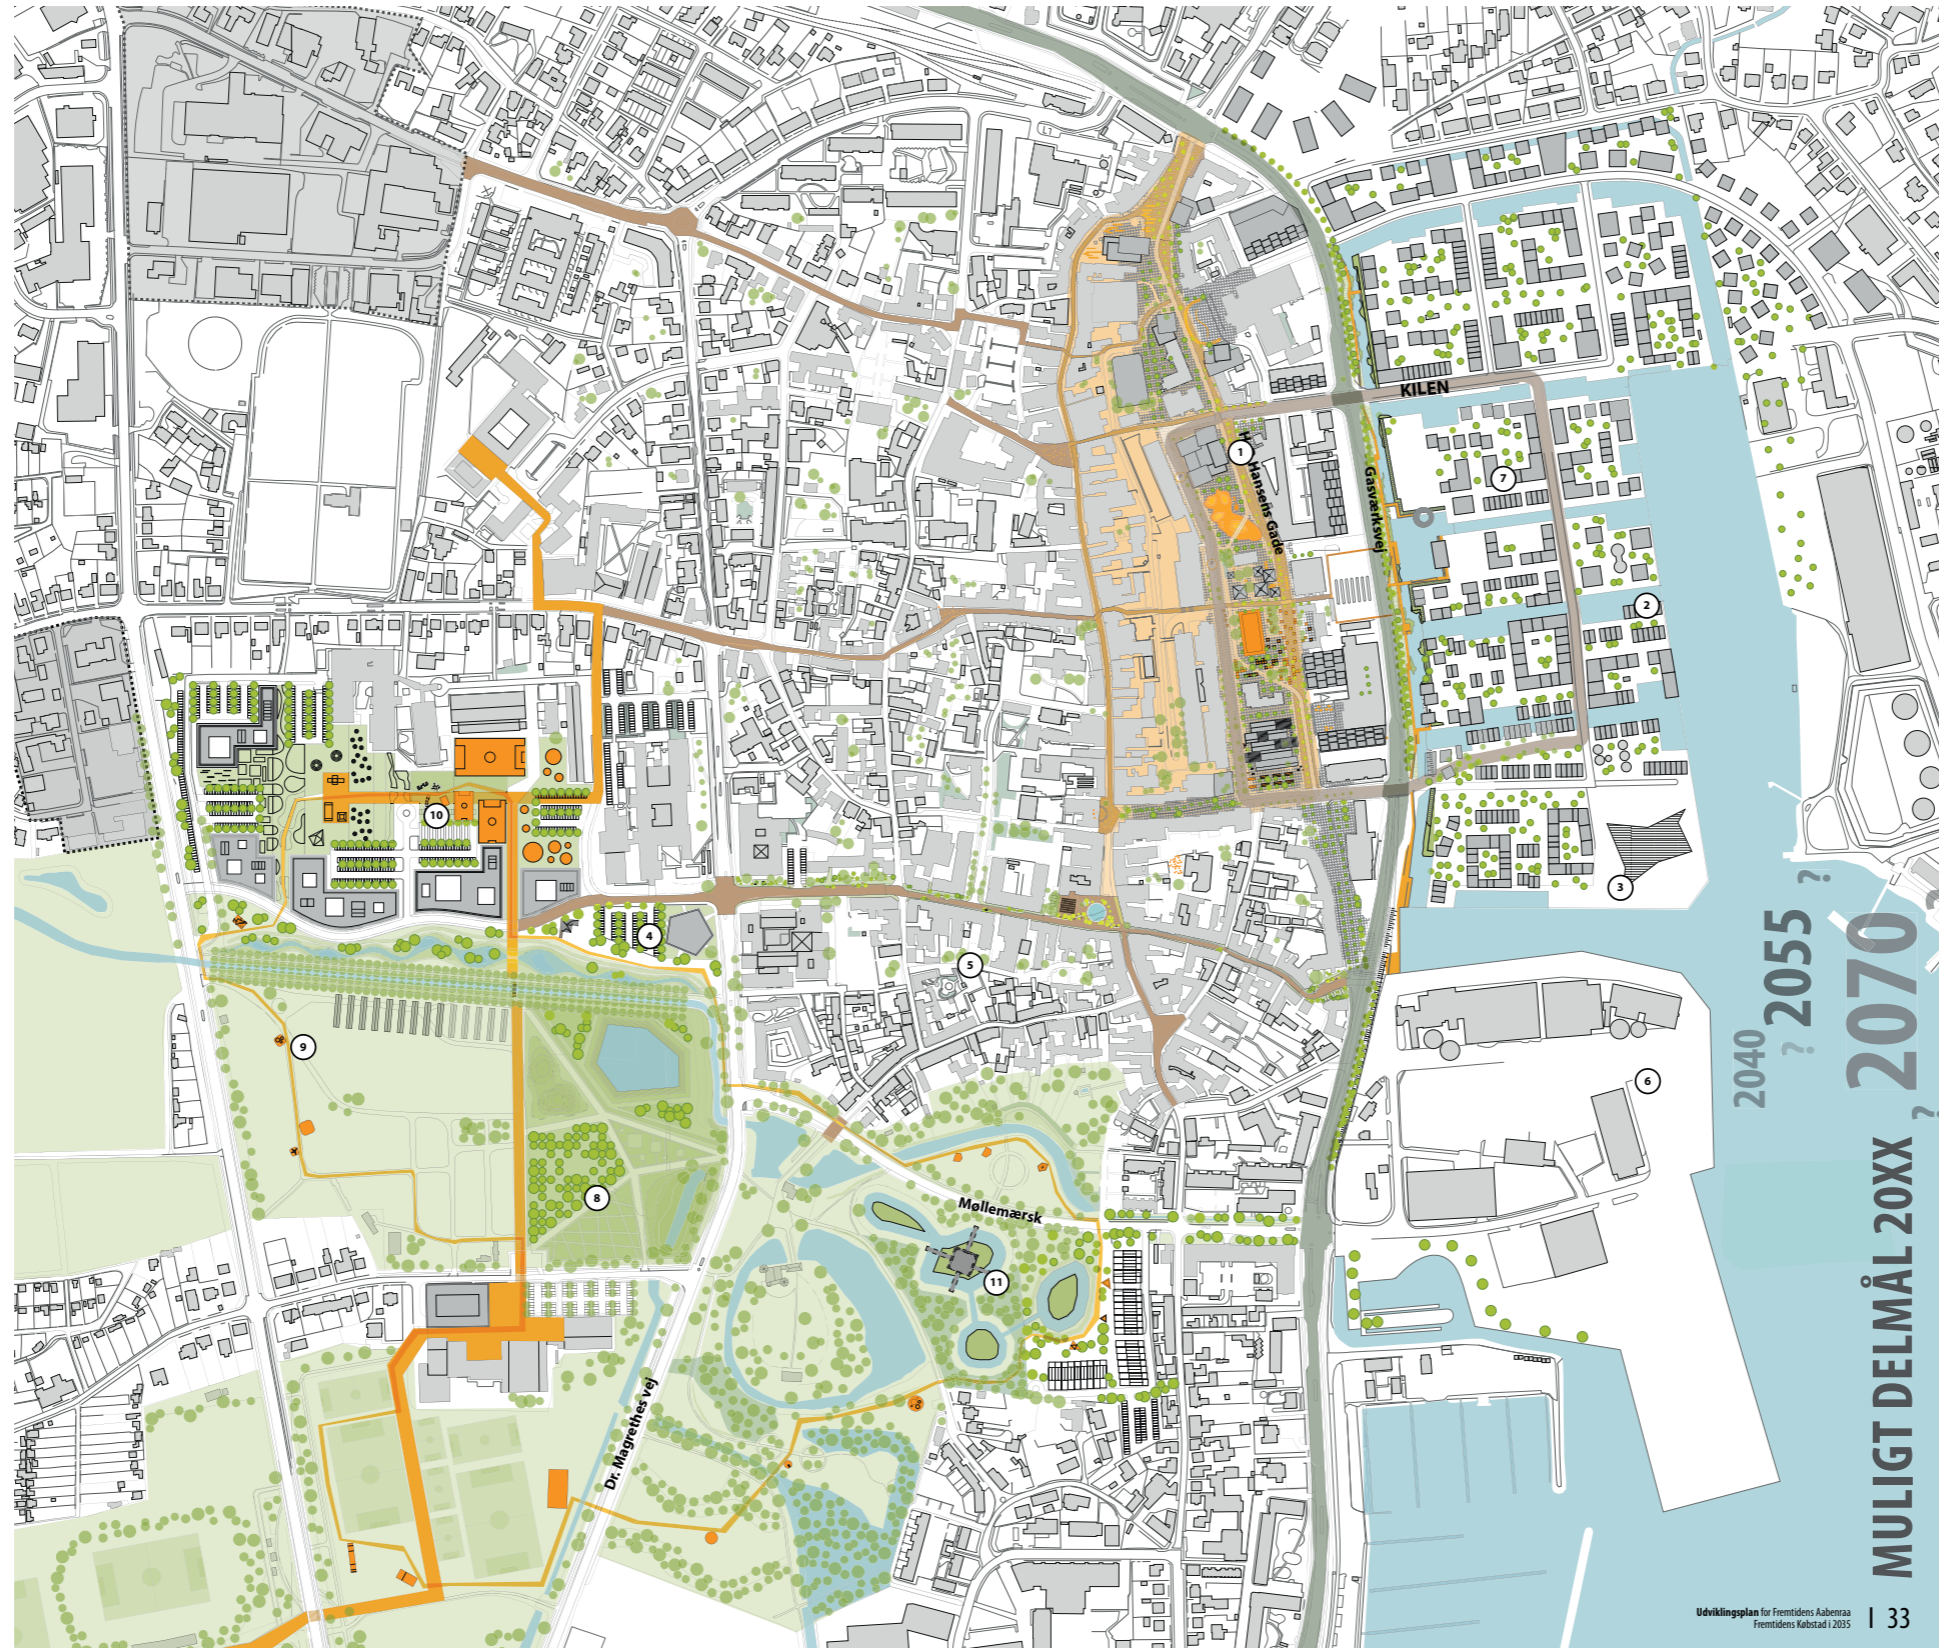 KILEN
1
H. P. Hansens Gade
Gasværksvej
7
2
10
3
4
5
9
6
8
Møllemærsk
11
Dr. Magrethes vej
2040
? 2055 ?
? 2070 ?
MULIGT DELMÅL 20XX
Udviklingsplan for Fremtidens Aabenraa
Fremtidens Købstad i 2035
| 33